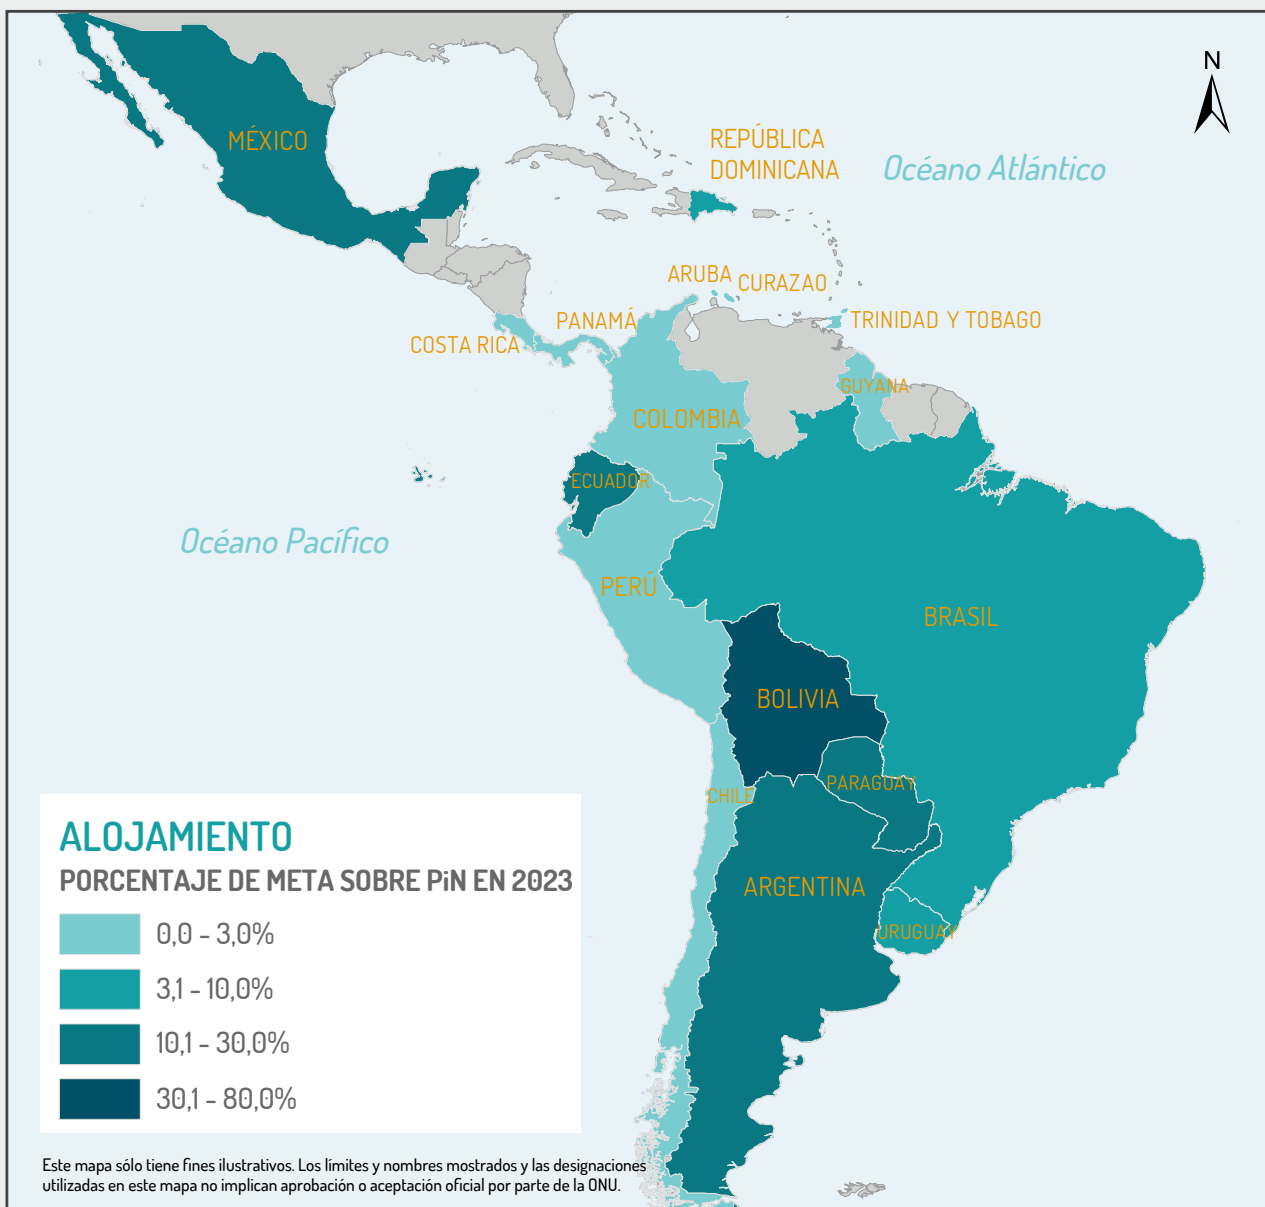 N
MÉXICO
REPÚBLICA
DOMINICANA
Océano Atlántico
ARUBA
CURAZAO
PANAMÁ
TRINIDAD Y TOBAGO
COSTA RICA
GUYANA
COLOMBIA
ECUADOR
Océano Pacífico
PERÚ
BRASIL
BOLIVIA
PARAGUAY
CHILE
ARGENTINA
URUGUAY
ALOJAMIENTO
PORCENTAJE DE META SOBRE PiN EN 2023
0,0 - 3,0%
3,1 - 10,0%
10,1 - 30,0%
30,1 - 80,0%
Este mapa sólo tiene fines ilustrativos. Los límites y nombres mostrados y las designaciones
utilizadas en este mapa no implican aprobación o aceptación oficial por parte de la ONU.